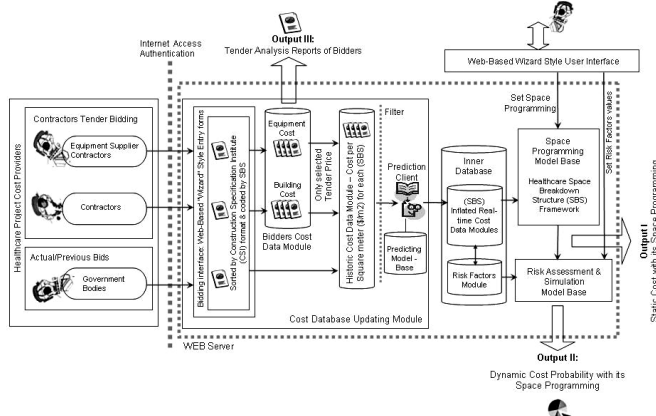 Output III:
Tender Analysis Reports of Bidders
Internet Access
Authentication
Web-Based Wizard Style User Interface
Healthcare Project Cost Providers
Contractors Tender Bidding
Equipment Supplier
Contractors
Contractors
Actual/Previous Bids
Government
Bodies
Bidding interface: Web-Based "Wizard" Style Entry forms
Sorted by Construction Specification Institute
(CSI) format & coded by SBS
Equipment
Cost
Building
Cost
Bidders Cost
Data Module
Only selected
Tender Price
Historic Cost Data Module – Cost per
Square meter ($/m2) for each (SBS)
Filter
Prediction
Client
Predicting
Model -
Base
Cost Database Updating Module
WEB Server
Inner
Database
(SBS)
Inflated Real-
time Cost
Data Modules
Risk Factors
Module
Set Space
Programming
Space
Programming
Model Base
Healthcare Space
Breakdown
Structure (SBS)
Framework
Set Risk Factors values
Risk Assessment &
Simulation
Model Base
Output I
Static Cost with its Space Programming
Output II:
Dynamic Cost Probability with its
Space Programming